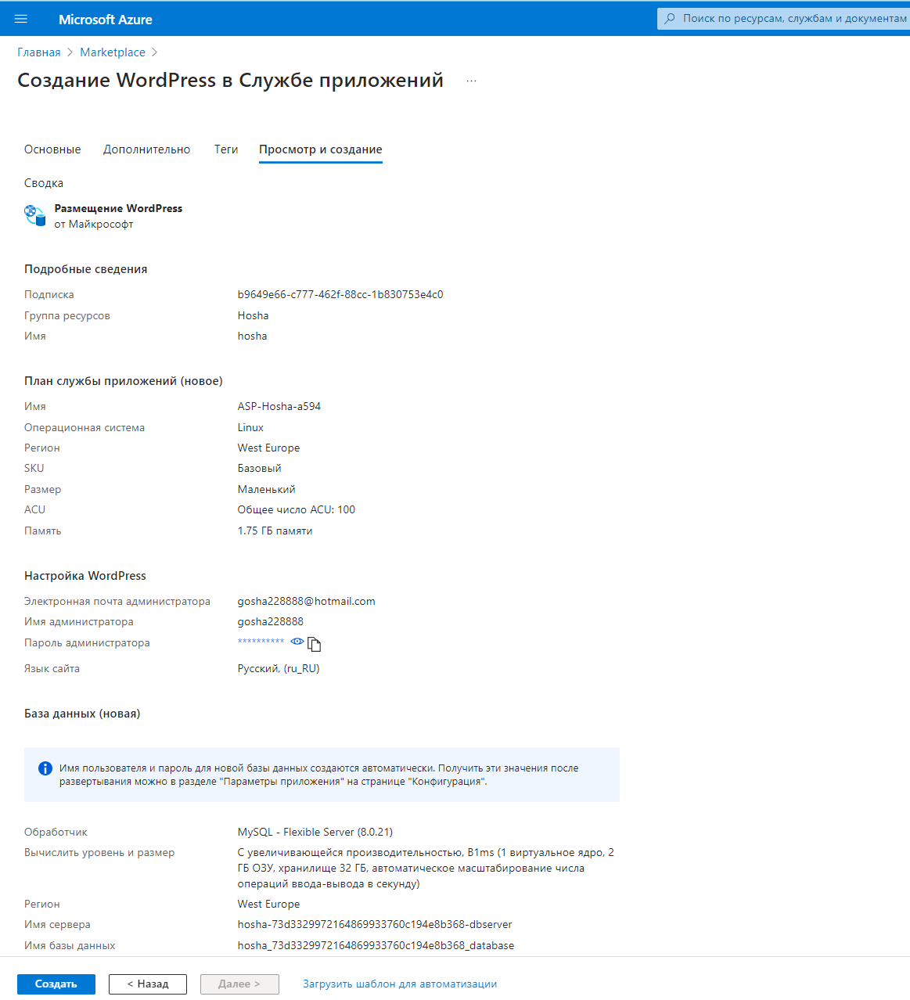 Microsoft Azure
Поиск по ресурсам, службам и документам
Главная > Marketplace >
Создание WordPress в Службе приложений ...
Основные Дополнительно Теги Просмотр и создание
Сводка
Размещение WordPress
от Майкрософт
Подробные сведения
Подписка b9649e66-c777-462f-88cc-1b830753e4c0
Группа ресурсов Hosha
Имя hosha
План службы приложений (новое)
Имя ASP-Hosha-a594
Операционная система Linux
Регион West Europe
SKU Базовый
Размер Маленький
ACU Общее число ACU: 100
Память 1.75 ГБ памяти
Настройка WordPress
Электронная почта администратора gosha228888@hotmail.com
Имя администратора gosha228888
Пароль администратора **********
Язык сайта Русский, (ru_RU)
База данных (новая)
Имя пользователя и пароль для новой базы данных создаются автоматически. Получить эти значения после
развертывания можно в разделе "Параметры приложения" на странице "Конфигурация".
Обработчик MySQL - Flexible Server (8.0.21)
Вычислить уровень и размер С увеличивающейся производительностью, B1ms (1 виртуальное ядро, 2
ГБ ОЗУ, хранилище 32 ГБ, автоматическое масштабирование числа
операций ввода-вывода в секунду)
Регион West Europe
Имя сервера hosha-73d3329972164869933760c194e8b368-dbserver
Имя базы данных hosha_73d3329972164869933760c194e8b368_database
Создать < Назад Далее > Загрузить шаблон для автоматизации